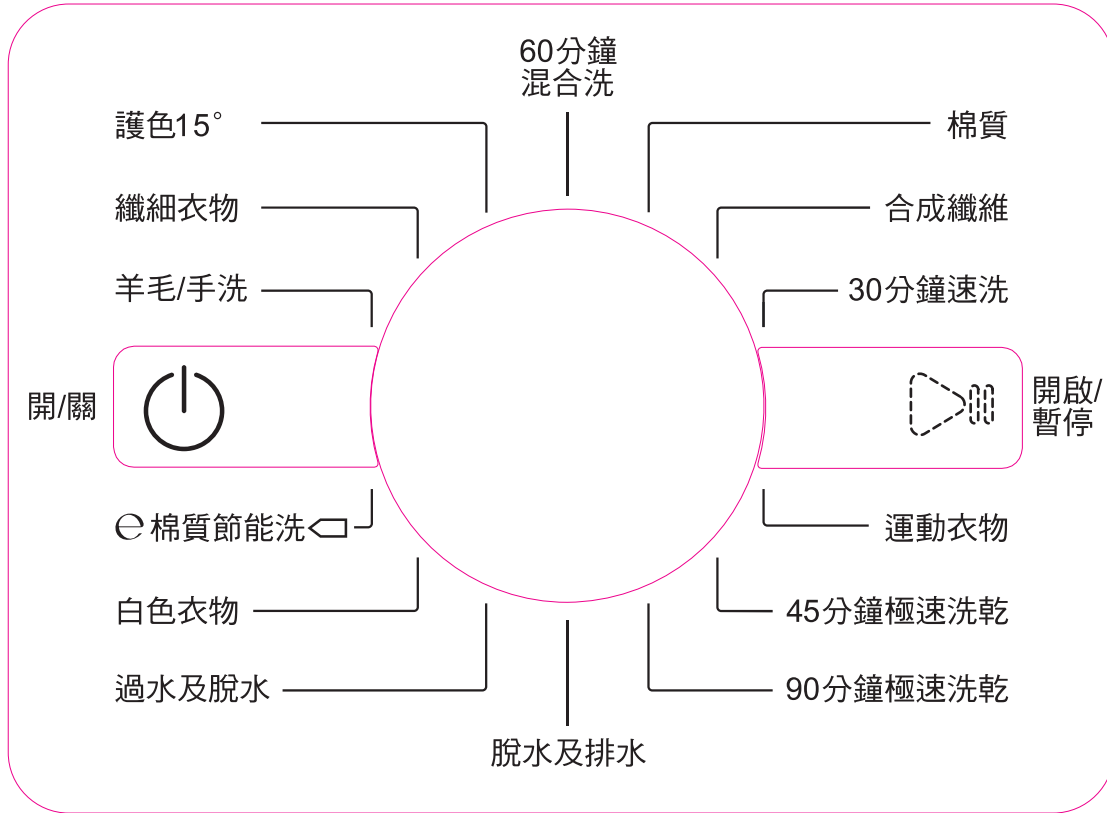 60分鐘
混合洗
護色15°
棉質
纖細衣物
合成纖維
羊毛/手洗
30分鐘速洗
開/關
開啟/
暫停
℮棉質節能洗
運動衣物
白色衣物
45分鐘極速洗乾
過水及脫水
90分鐘極速洗乾
脫水及排水